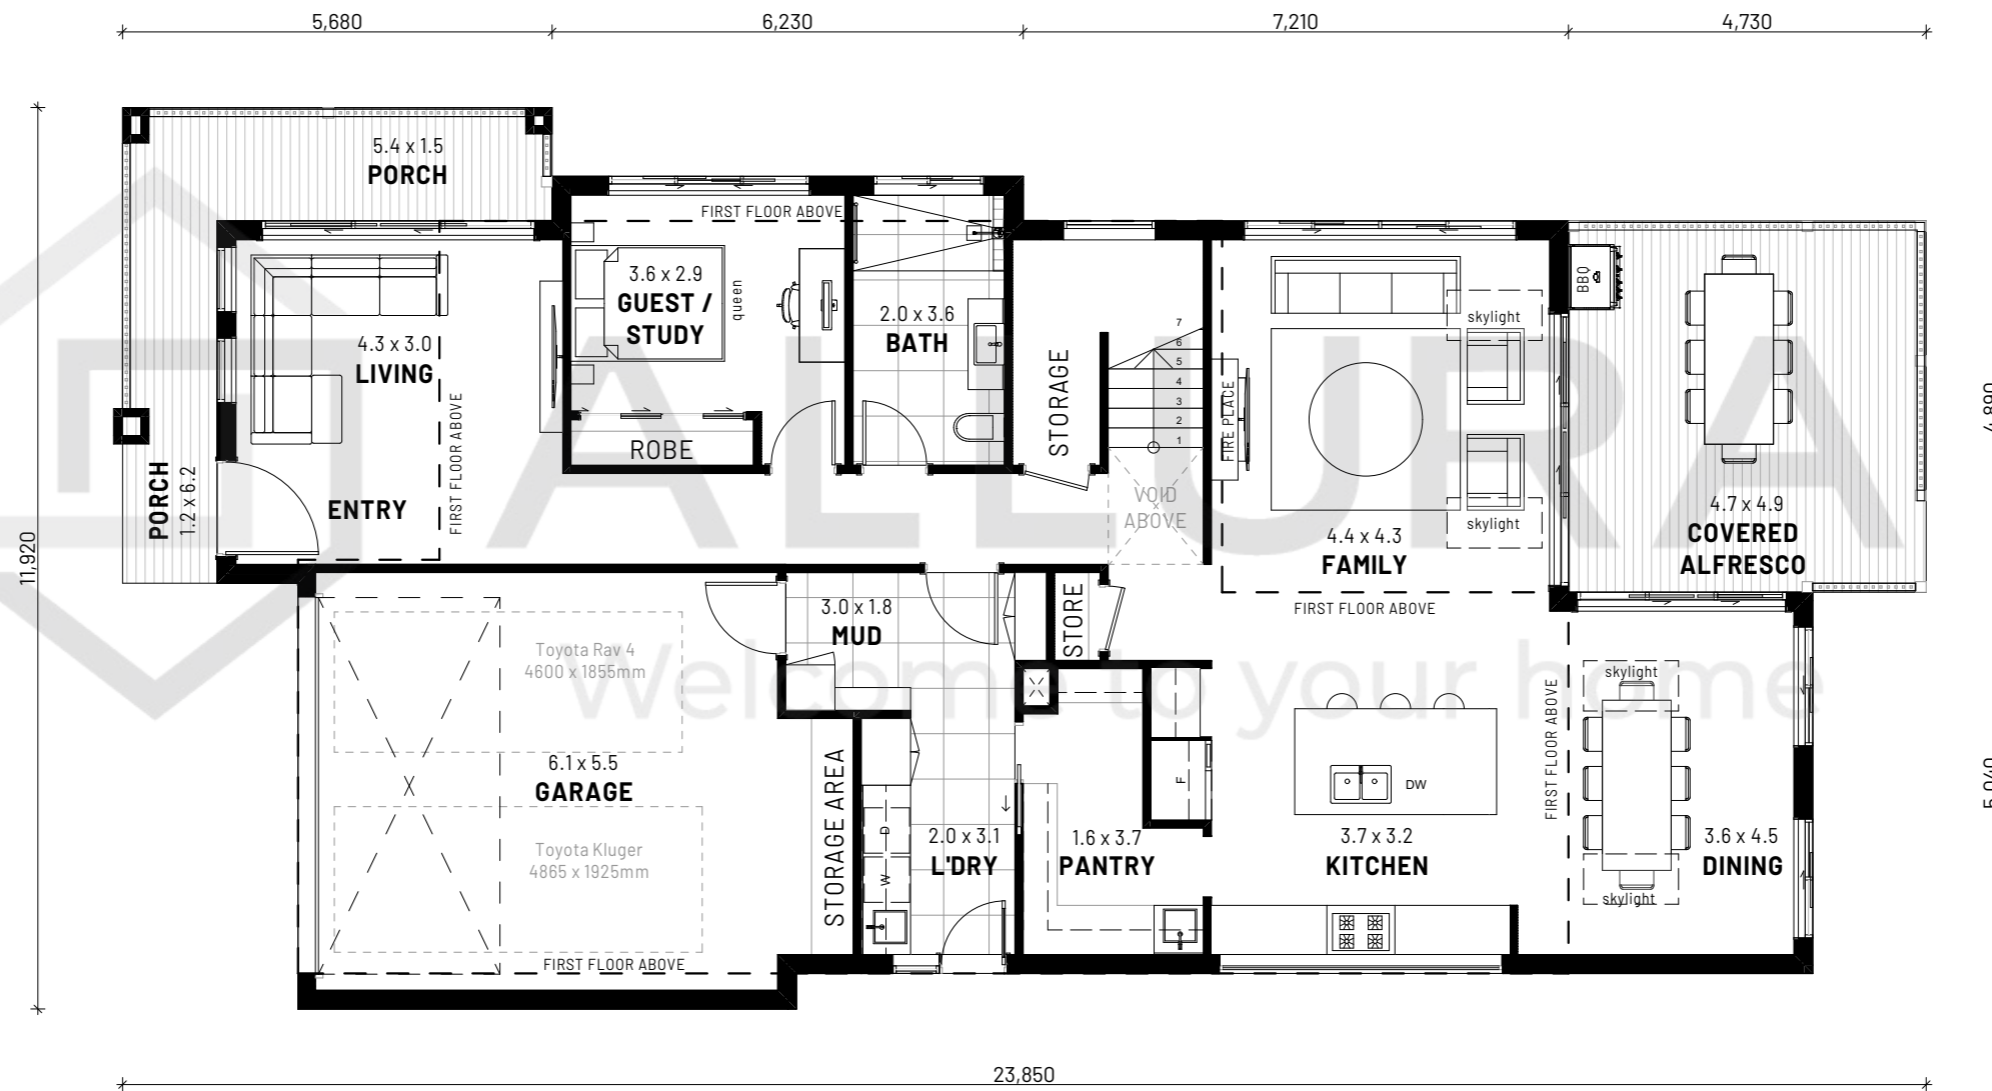 5,680
6,230
7,210
4,730
5.4 x 1.5
PORCH
FIRST FLOOR ABOVE
BBQ
3.6 x 2.9
GUEST /
STUDY
queen
2.0 x 3.6
BATH
skylight
4.3 x 3.0
LIVING
STORAGE
7
6
5
4
3
2
1
FIRE PLACE
4,890
ALLURA
FIRST FLOOR ABOVE
ROBE
PORCH
1.2 x 6.2
ENTRY
VOID
ABOVE
skylight
4.7 x 4.9
COVERED
ALFRESCO
4.4 x 4.3
FAMILY
11,920
FIRST FLOOR ABOVE
3.0 x 1.8
MUD
STORE
Toyota Rav 4
4600 x 1855mm
Welcome to your home
skylight
FIRST FLOOR ABOVE
6.1 x 5.5
GARAGE
STORAGE AREA
F
DW
5,040
Toyota Kluger
4865 x 1925mm
D
W
2.0 x 3.1
L'DRY
1.6 x 3.7
PANTRY
3.7 x 3.2
KITCHEN
3.6 x 4.5
DINING
skylight
FIRST FLOOR ABOVE
23,850